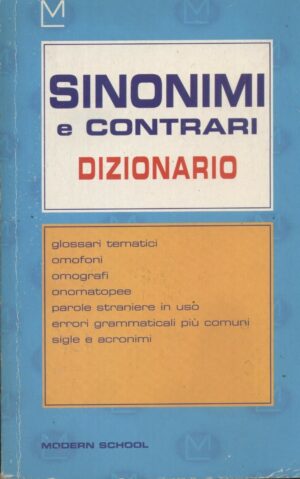 SINONIMI
e CONTRARI
DIZIONARIO
glossari tematici
omofoni
omografi
onomatopee
parole straniere in uso
errori grammaticali più comuni
sigle e acronimi
MODERN SCHOOL